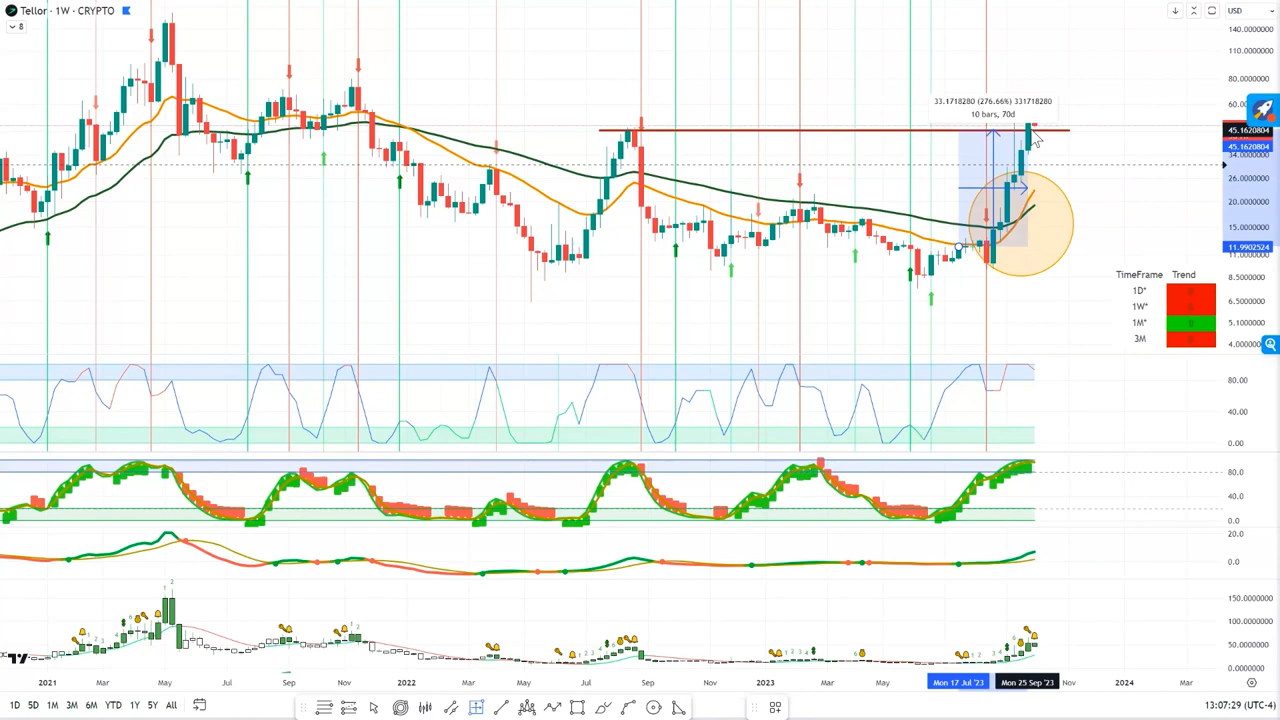 Tellor · 1W · CRYPTO
USD
8
140.0000000
110.0000000
80.0000000
60.0
33.1718280 (276.66%) 331718280
10 bars, 70d
45.1620804
45.1620804
34.0000000
26.0000000
20.0000000
15.0000000
11.9902524
11.0000000
8.5000000
6.5000000
5.1000000
4.0000000
TimeFrame Trend
1D*
1W*
1M*
3M
80.00
40.00
0.00
80.0
40.0
0.0
20.0
0.0
150.0000000
100.0000000
50.0000000
0.0000000
2021 Mar May Jul Sep Nov 2022 Mar May Jul Sep Nov 2023 Mar May Mon 17 Jul '23 Mon 25 Sep '23 Nov 2024 Mar
1D 5D 1M 3M 6M YTD 1Y 5Y All
13:07:29 (UTC-4)